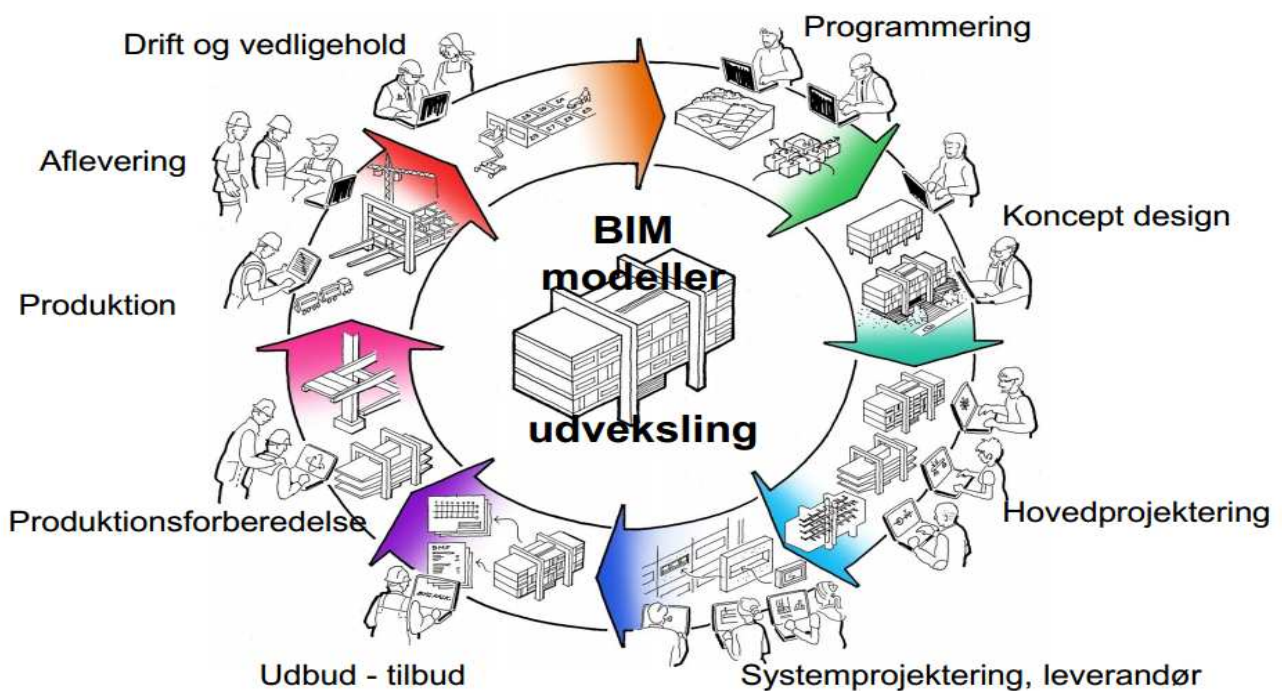 Programmering
Koncept design
Hovedprojektering
Systemprojektering, leverandør
Udbud - tilbud
Produktionsforberedelse
Produktion
Aflevering
Drift og vedligehold
BIM
modeller
udveksling